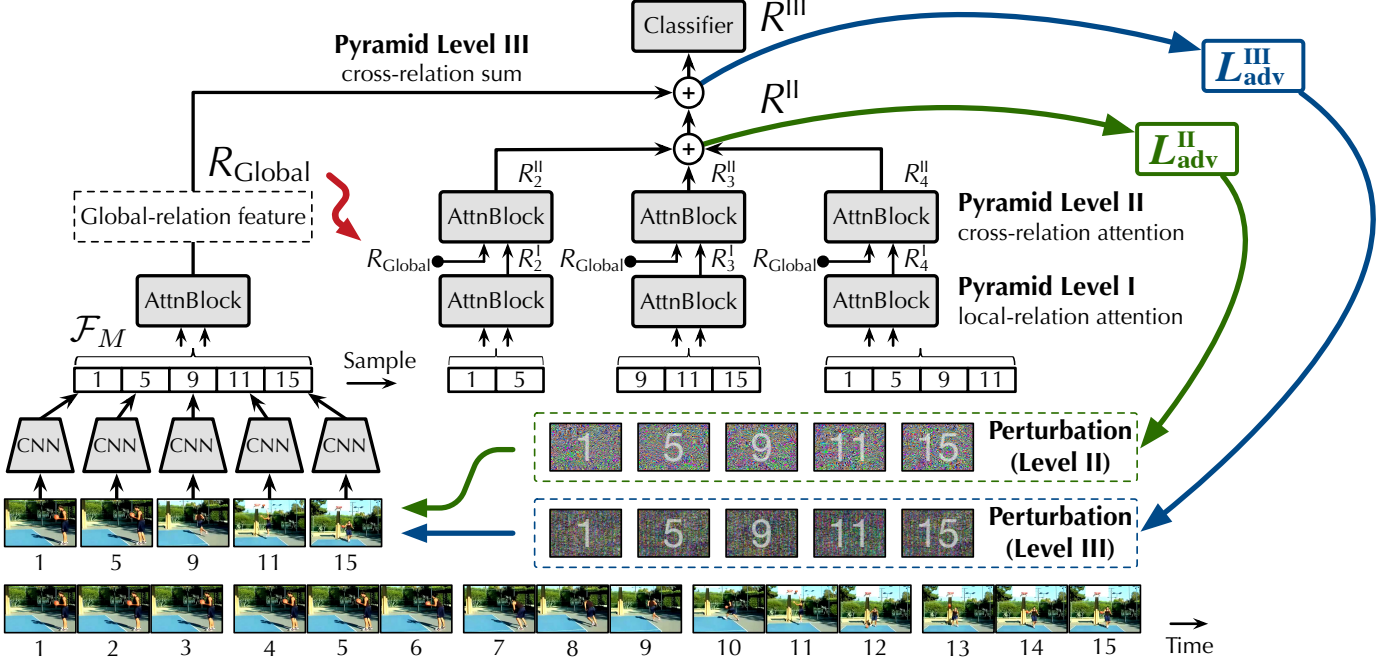 Classifier
R^III
L^III_adv
Pyramid Level III
cross-relation sum
+
R^II
L^II_adv
+
R_Global
R^II_2
R^II_3
R^II_4
Global-relation feature
AttnBlock
AttnBlock
AttnBlock
Pyramid Level II
cross-relation attention
R_Global
R^I_2
R_Global
R^I_3
R_Global
R^I_4
AttnBlock
AttnBlock
AttnBlock
AttnBlock
Pyramid Level I
local-relation attention
F_M
Sample
1 5 9 11 15
1 5
9 11 15
1 5 9 11
CNN CNN CNN CNN CNN
1 5 9 11 15
Perturbation
(Level II)
1 5 9 11 15
Perturbation
(Level III)
1 5 9 11 15
1 2 3 4 5 6 7 8 9 10 11 12 13 14 15
Time